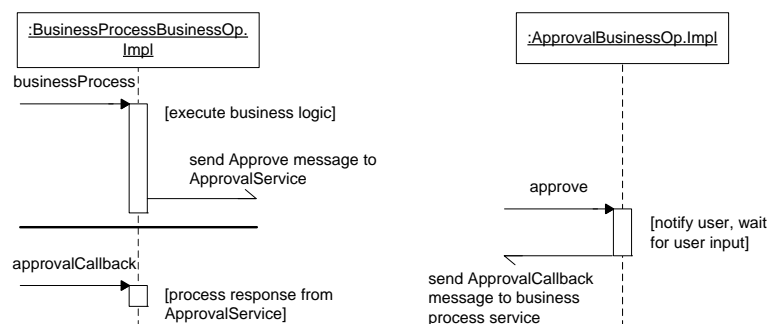 :BusinessProcessBusinessOp.
Impl
:ApprovalBusinessOp.Impl
businessProcess
[execute business logic]
send Approve message to
ApprovalService
approve
[notify user, wait
for user input]
approvalCallback
[process response from
ApprovalService]
send ApprovalCallback
message to business
process service